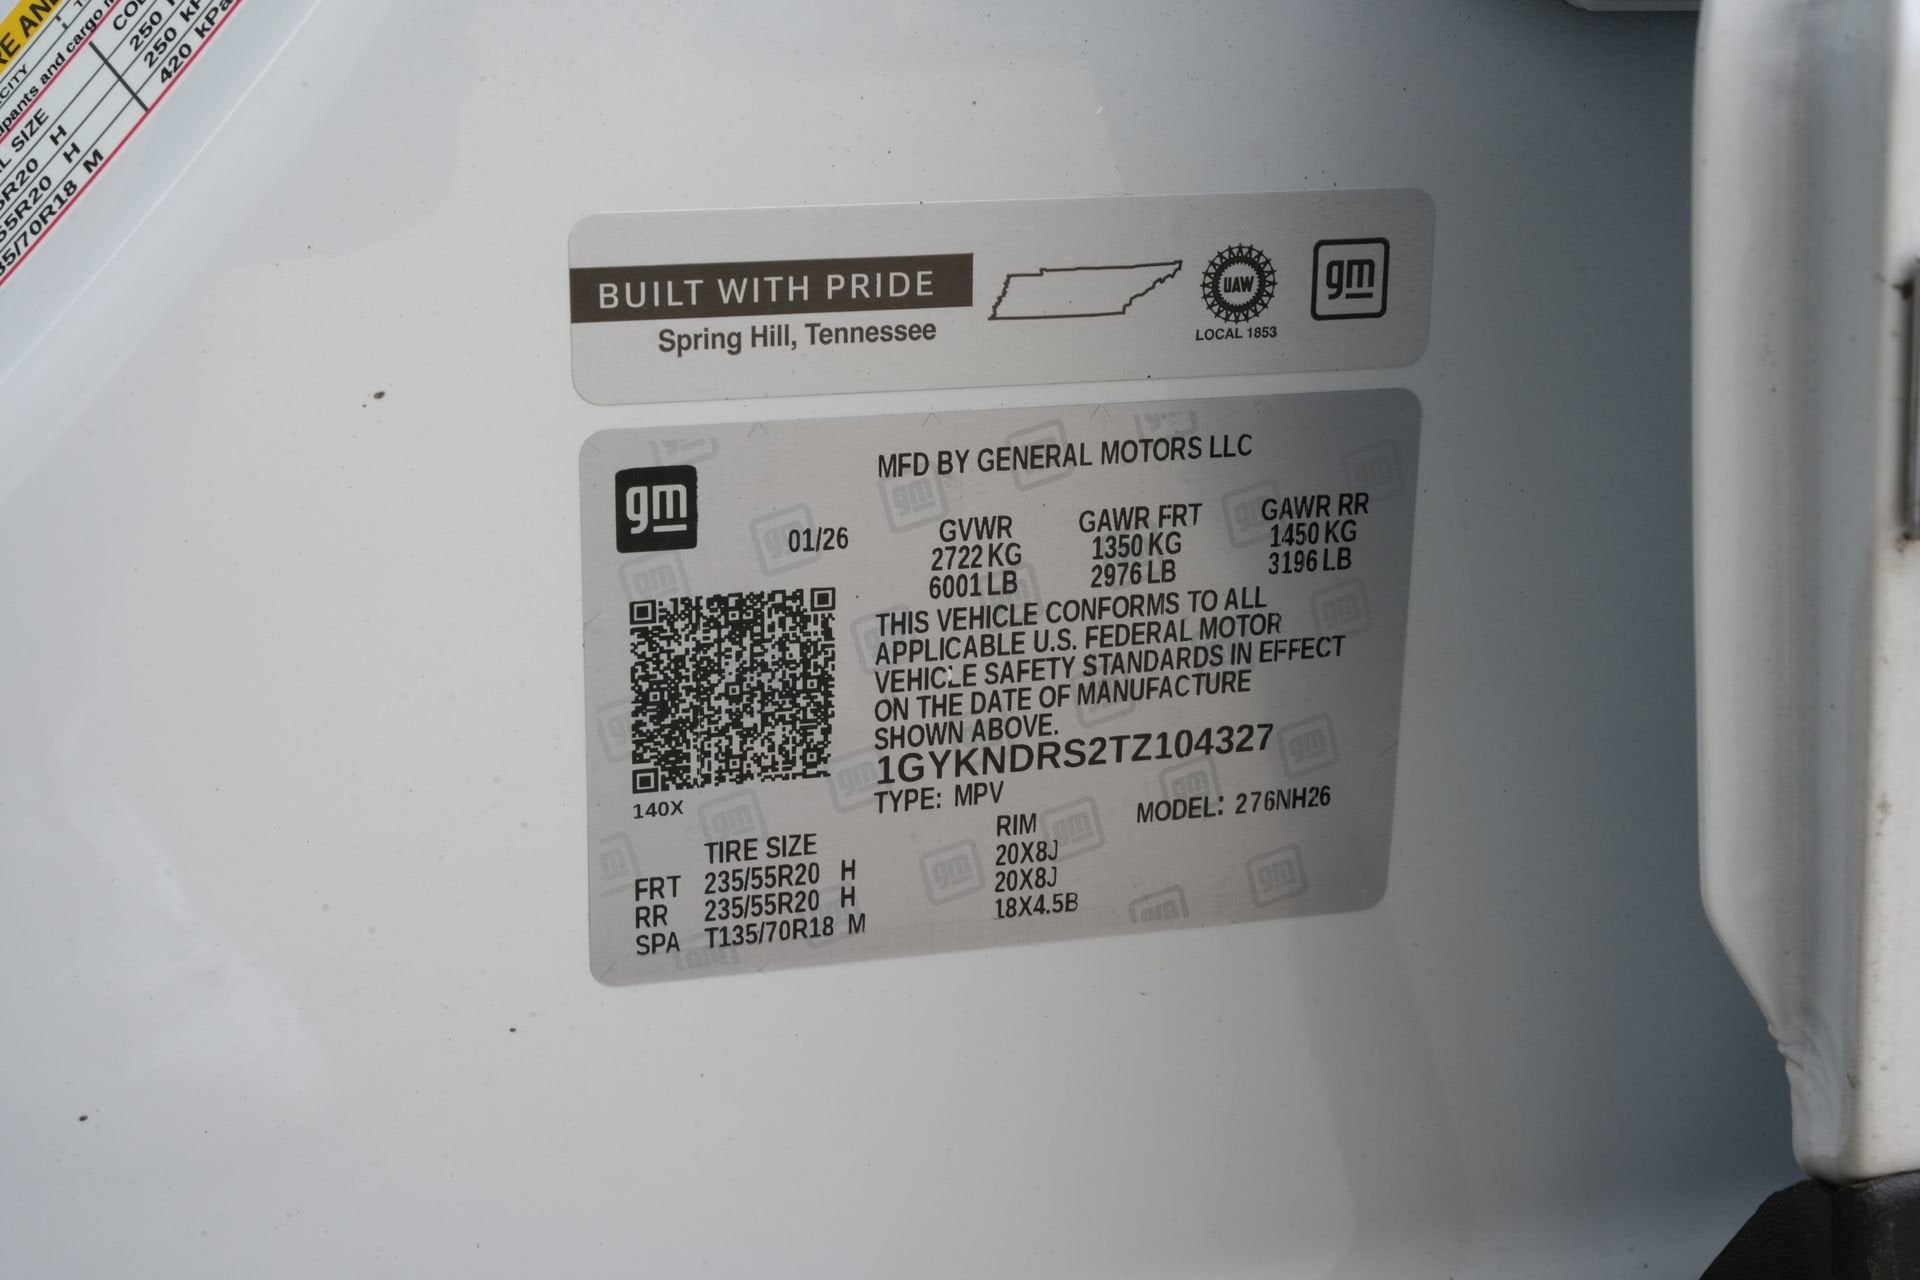 COL
250 kPa
250 kPa
420 kPa
SIZE
H
H
35/70R18 M
BUILT WITH PRIDE
Spring Hill, Tennessee
UAW
LOCAL 1853
gm
gm
MFD BY GENERAL MOTORS LLC
01/26
GVWR GAWR FRT GAWR RR
2722 KG 1350 KG 1450 KG
6001 LB 2976 LB 3196 LB
THIS VEHICLE CONFORMS TO ALL
APPLICABLE U.S. FEDERAL MOTOR
VEHICLE SAFETY STANDARDS IN EFFECT
ON THE DATE OF MANUFACTURE
SHOWN ABOVE.
1GYKNDRS2TZ104327
TYPE: MPV MODEL: 276NH26
140X
TIRE SIZE RIM
FRT 235/55R20 H 20X8J
RR 235/55R20 H 20X8J
SPA T135/70R18 M 18X4.5B